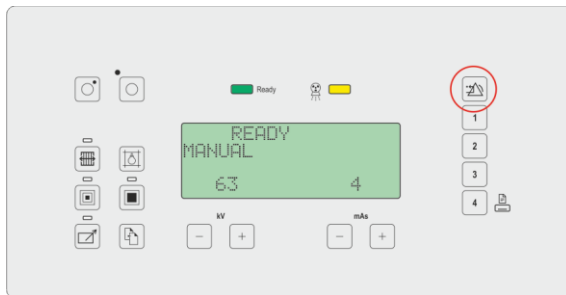 Ready
READY
MANUAL
63 4
kV mAs
- + - +
1
2
3
4